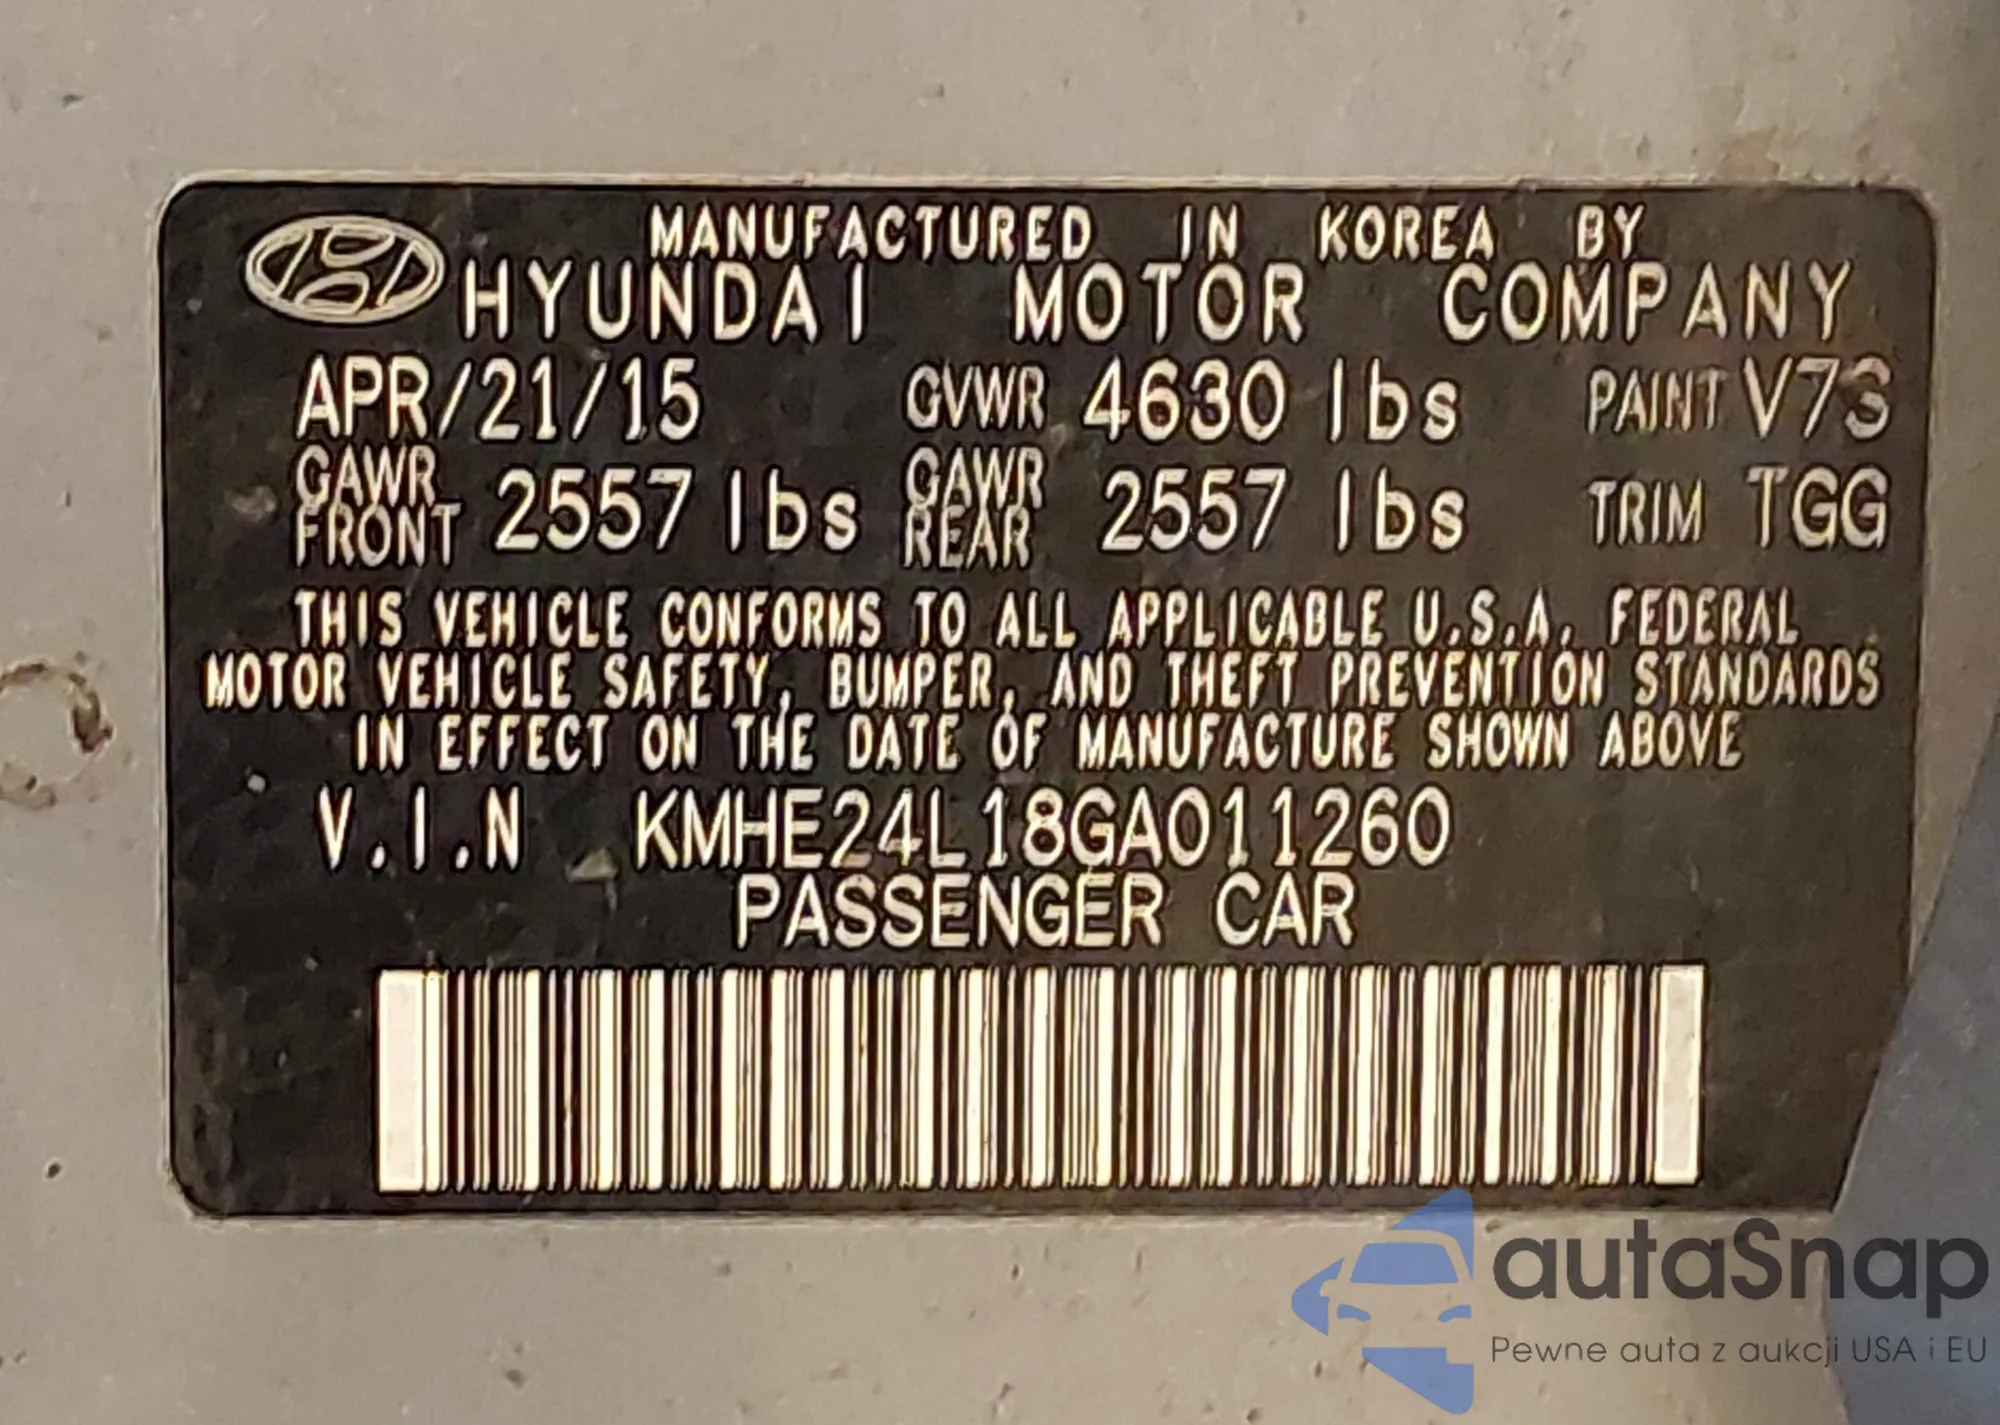 MANUFACTURED IN KOREA BY
HYUNDAI MOTOR COMPANY
APR/21/15 GVWR 4630 lbs PAINT V7S
GAWR FRONT 2557 lbs GAWR REAR 2557 lbs TRIM TGG
THIS VEHICLE CONFORMS TO ALL APPLICABLE U.S.A. FEDERAL
MOTOR VEHICLE SAFETY, BUMPER, AND THEFT PREVENTION STANDARDS
IN EFFECT ON THE DATE OF MANUFACTURE SHOWN ABOVE
V.I.N KMHE24L18GA011260
PASSENGER CAR
autaSnap
Pewne auta z aukcji USA i EU